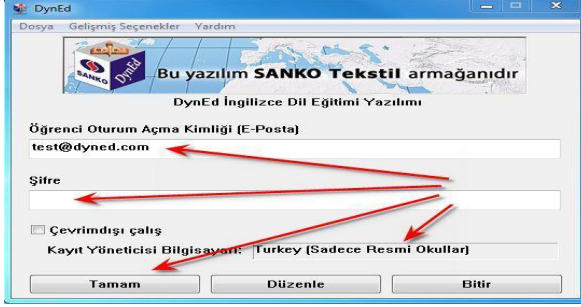 DynEd
Dosya Gelişmiş Seçenekler Yardım
SANKO DynEd
Bu yazılım SANKO Tekstil armağanıdır
DynEd İngilizce Dil Eğitimi Yazılımı
Öğrenci Oturum Açma Kimliği (E-Posta)
test@dyned.com
Şifre
Çevrimdışı çalış
Kayıt Yöneticisi Bilgisayarı: Turkey (Sadece Resmi Okullar)
Tamam Düzenle Bitir